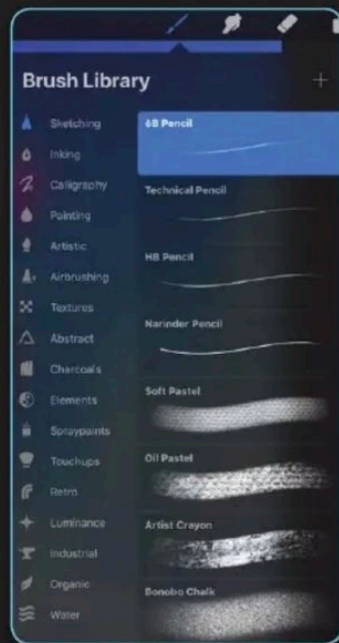 Brush Library
Sketching
Inking
Calligraphy
Painting
Artistic
Airbrushing
Textures
Abstract
Charcoals
Elements
Spraypaints
Touchups
Retro
Luminance
Industrial
Organic
Water
6B Pencil
Technical Pencil
HB Pencil
Narinder Pencil
Soft Pastel
Oil Pastel
Artist Crayon
Bonobo Chalk